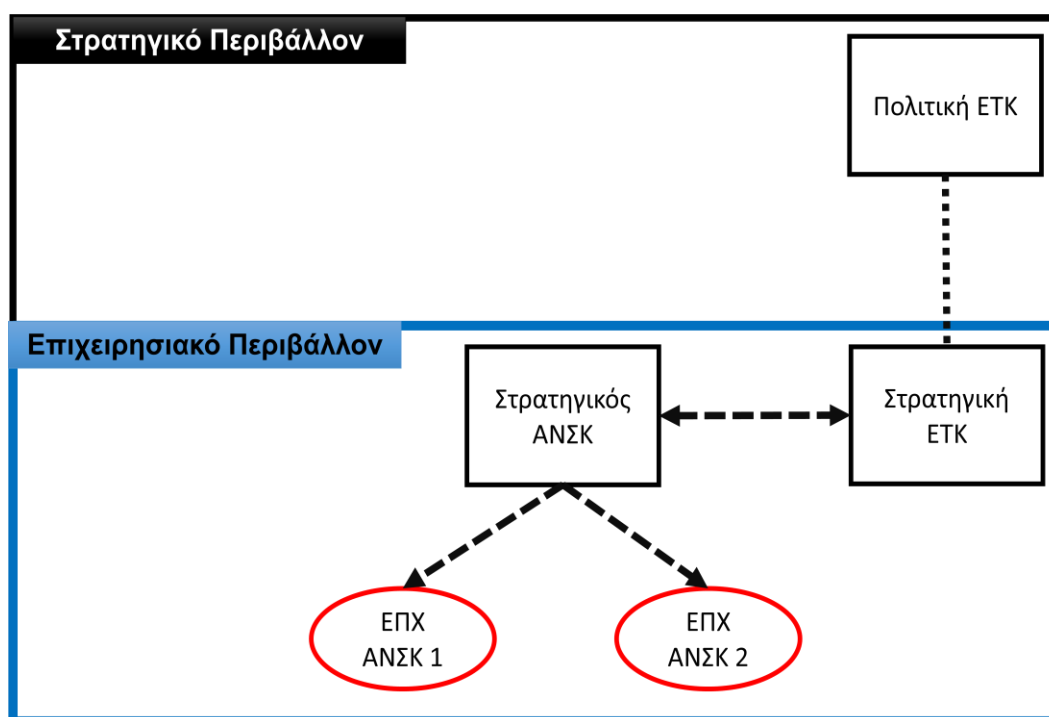 Στρατηγικό Περιβάλλον
Πολιτική ΕΤΚ
Επιχειρησιακό Περιβάλλον
Στρατηγικός
ΑΝΣΚ
Στρατηγική
ΕΤΚ
ΕΠΧ
ΑΝΣΚ 1
ΕΠΧ
ΑΝΣΚ 2